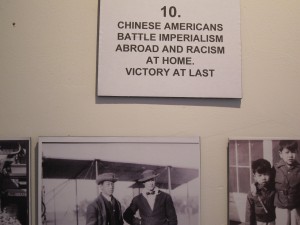 10.
CHINESE AMERICANS
BATTLE IMPERIALISM
ABROAD AND RACISM
AT HOME.
VICTORY AT LAST